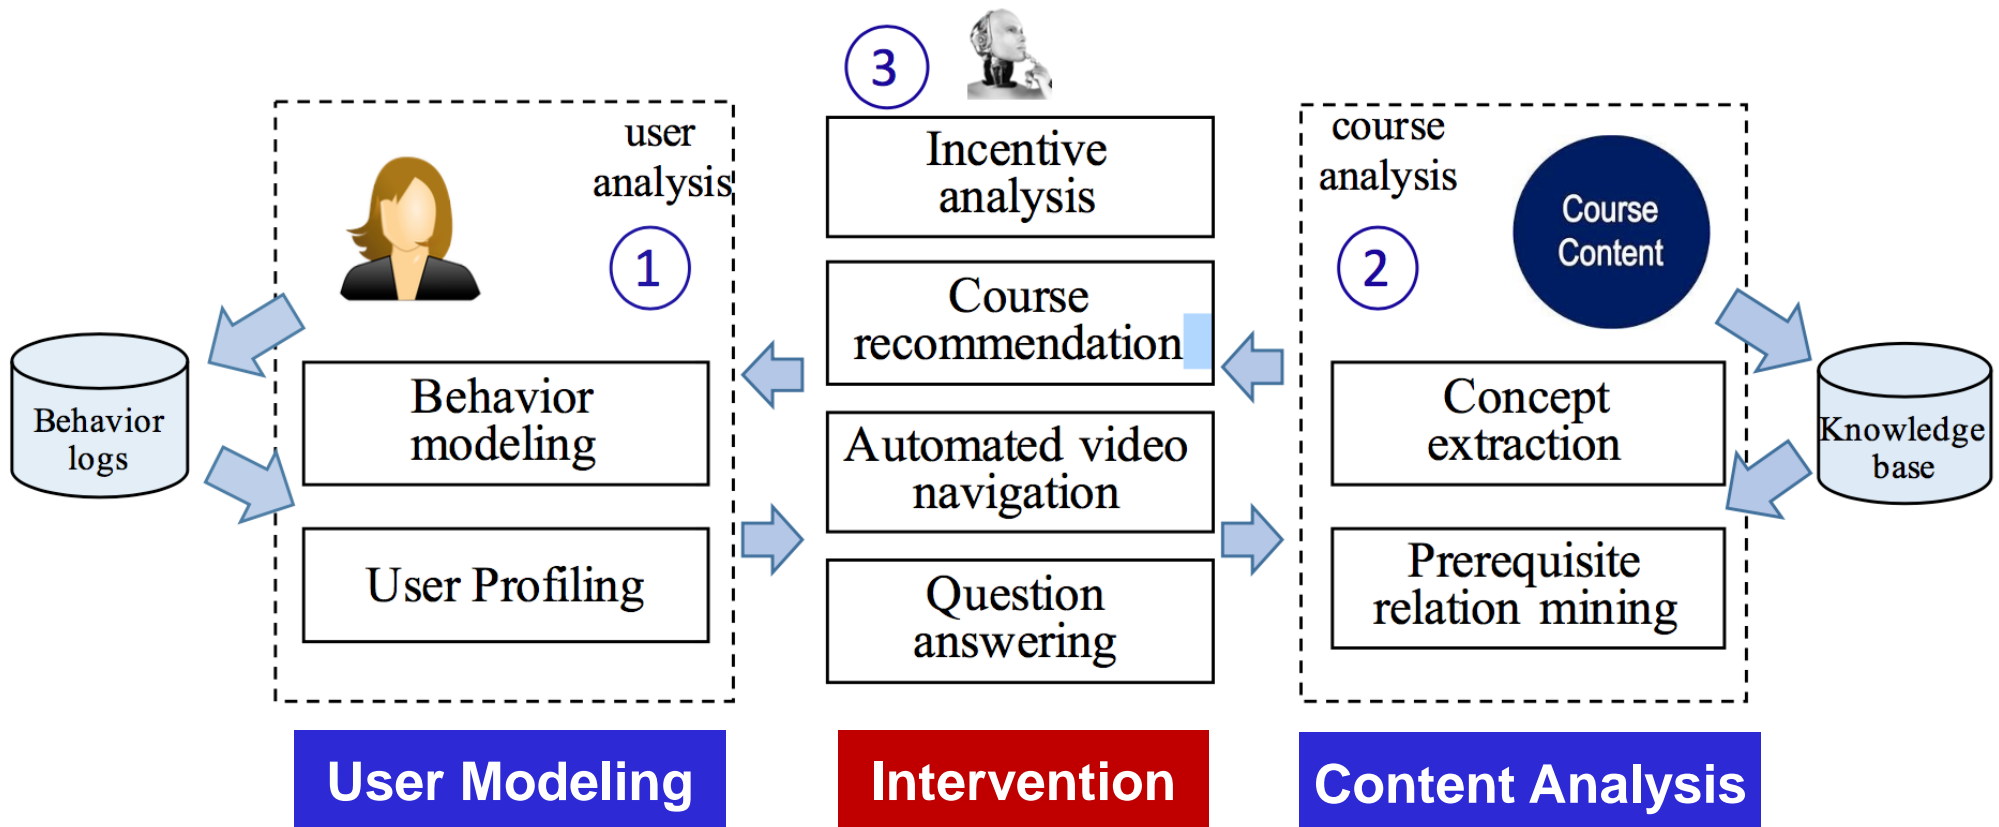 user
analysis
1
Behavior
logs
Behavior
modeling
User Profiling
User Modeling
3
Incentive
analysis
Course
recommendation
Automated video
navigation
Question
answering
Intervention
course
analysis
2
Course
Content
Concept
extraction
Prerequisite
relation mining
Knowledge
base
Content Analysis